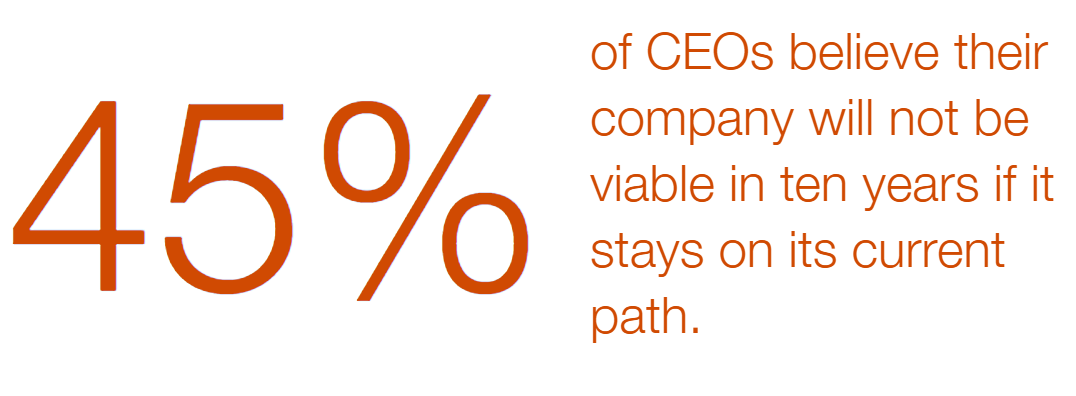 45%
of CEOs believe their
company will not be
viable in ten years if it
stays on its current
path.